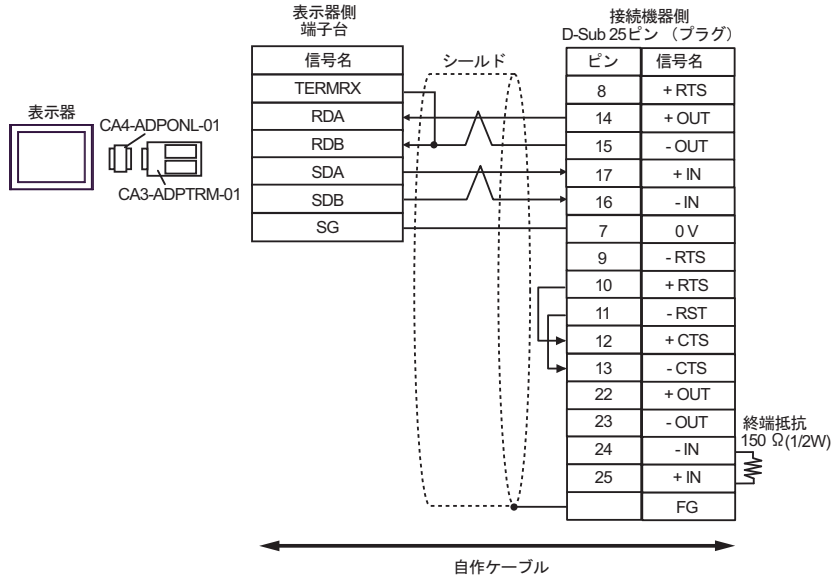 表示器側
端子台
接続機器側
D-Sub 25ピン （プラグ）
表示器
CA4-ADPONL-01
CA3-ADPTRM-01
シールド
信号名
TERMRX
RDA
RDB
SDA
SDB
SG
ピン 信号名
8 + RTS
14 + OUT
15 - OUT
17 + IN
16 - IN
7 0 V
9 - RTS
10 + RTS
11 - RST
12 + CTS
13 - CTS
22 + OUT
23 - OUT
24 - IN
25 + IN
FG
終端抵抗
150 Ω(1/2W)
自作ケーブル